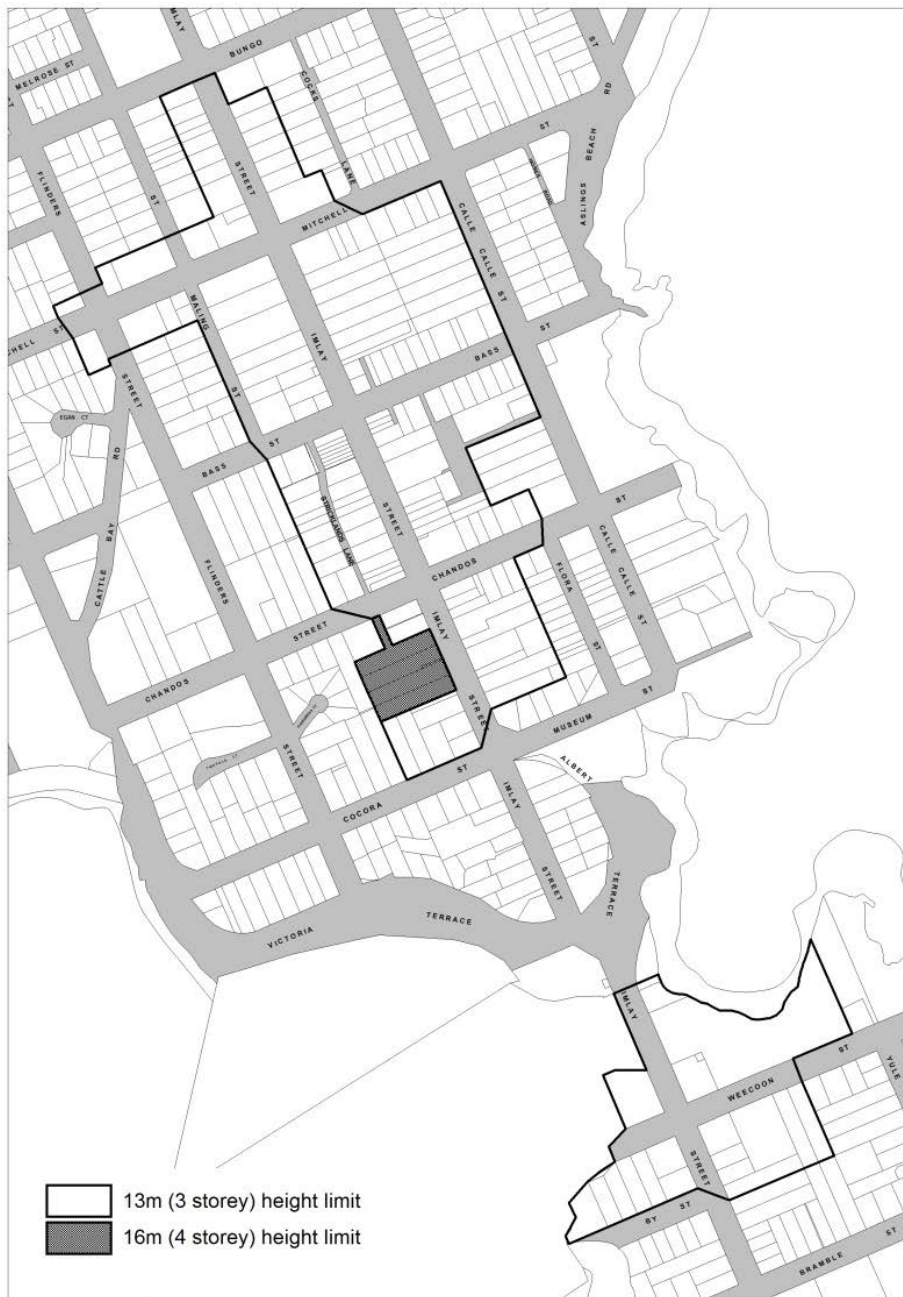 IMLAY
BUNGO
MELROSE ST
ST
ST
COCKS
LANE
ST
ASLINGS BEACH RD
FLINDERS
ST
STREET
MITCHELL
CALLE CALLE ST
MALING
CHELL ST
IMLAY
BASS ST
STREET
ST
EGAN CT
CATTLE BAY RD
BASS ST
STRICKLANDS LANE
STREET
ST
FLINDERS
CHANDOS
CALLE CALLE ST
FLORA
ST
STREET
IMLAY
CHANDOS
STREET
MUSEUM ST
STREET
ST
COCORA
ALBERT
IMLAY
STREET
TERRACE
TERRACE
VICTORIA
IMLAY
ST
WEECOON
YULE
STREET
BY ST
BRAMBLE ST
13m (3 storey) height limit
16m (4 storey) height limit